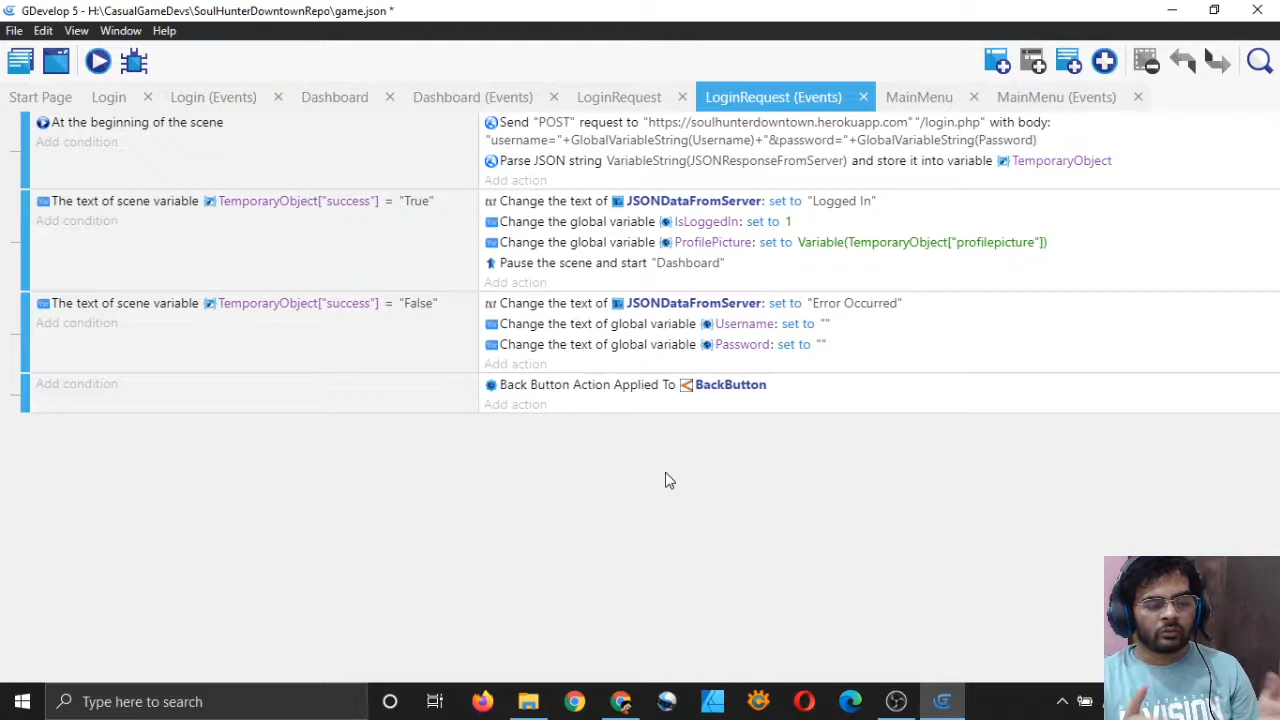 GDevelop 5 - H:\CasualGameDevs\SoulHunterDowntownRepo\game.json *
File Edit View Window Help
Start Page Login Login (Events) Dashboard Dashboard (Events) LoginRequest LoginRequest (Events) MainMenu MainMenu (Events)
At the beginning of the scene
Add condition
Send "POST" request to "https://soulhunterdowntown.herokuapp.com" "/login.php" with body:
"username="+GlobalVariableString(Username)+"&password="+GlobalVariableString(Password)
Parse JSON string VariableString(JSONResponseFromServer) and store it into variable TemporaryObject
Add action
The text of scene variable TemporaryObject["success"] = "True"
Add condition
Change the text of JSONDataFromServer: set to "Logged In"
Change the global variable IsLoggedIn: set to 1
Change the global variable ProfilePicture: set to Variable(TemporaryObject["profilepicture"])
Pause the scene and start "Dashboard"
Add action
The text of scene variable TemporaryObject["success"] = "False"
Add condition
Change the text of JSONDataFromServer: set to "Error Occurred"
Change the text of global variable Username: set to ""
Change the text of global variable Password: set to ""
Add action
Add condition
Back Button Action Applied To BackButton
Add action
Type here to search